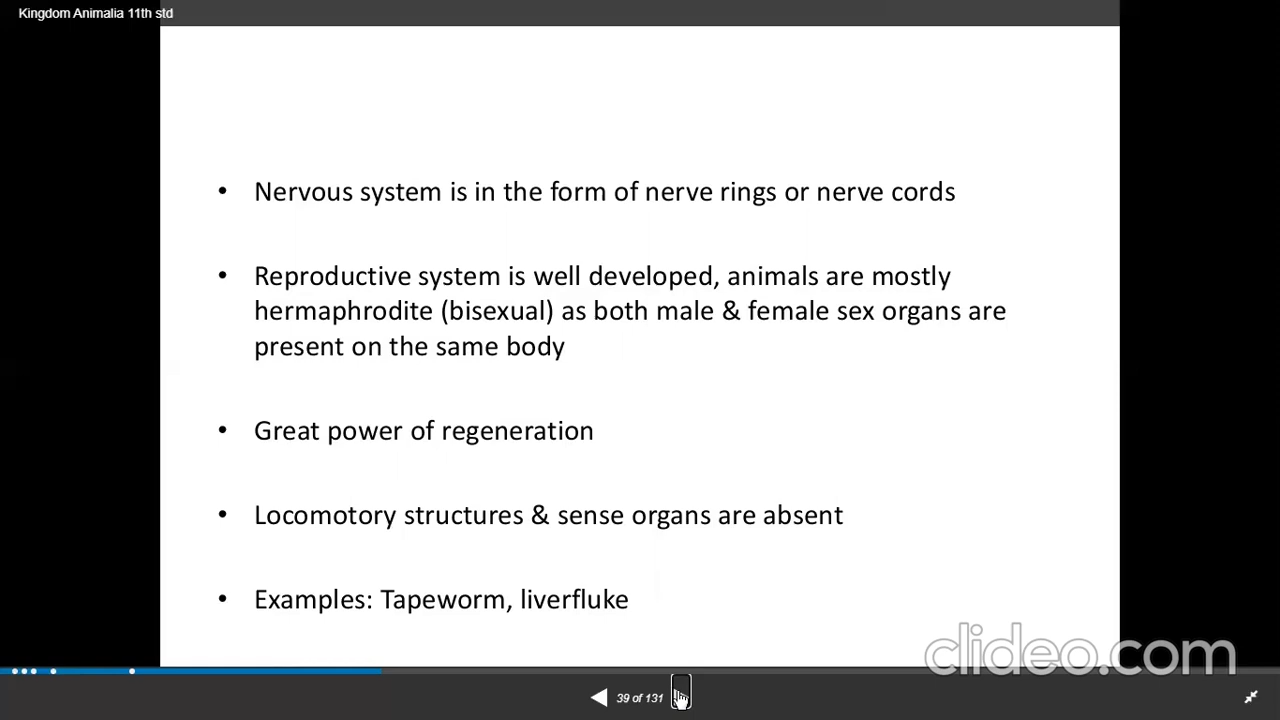 Kingdom Animalia 11th std
• Nervous system is in the form of nerve rings or nerve cords
• Reproductive system is well developed, animals are mostly
hermaphrodite (bisexual) as both male & female sex organs are
present on the same body
• Great power of regeneration
• Locomotory structures & sense organs are absent
• Examples: Tapeworm, liverfluke
clideo.com
39 of 131